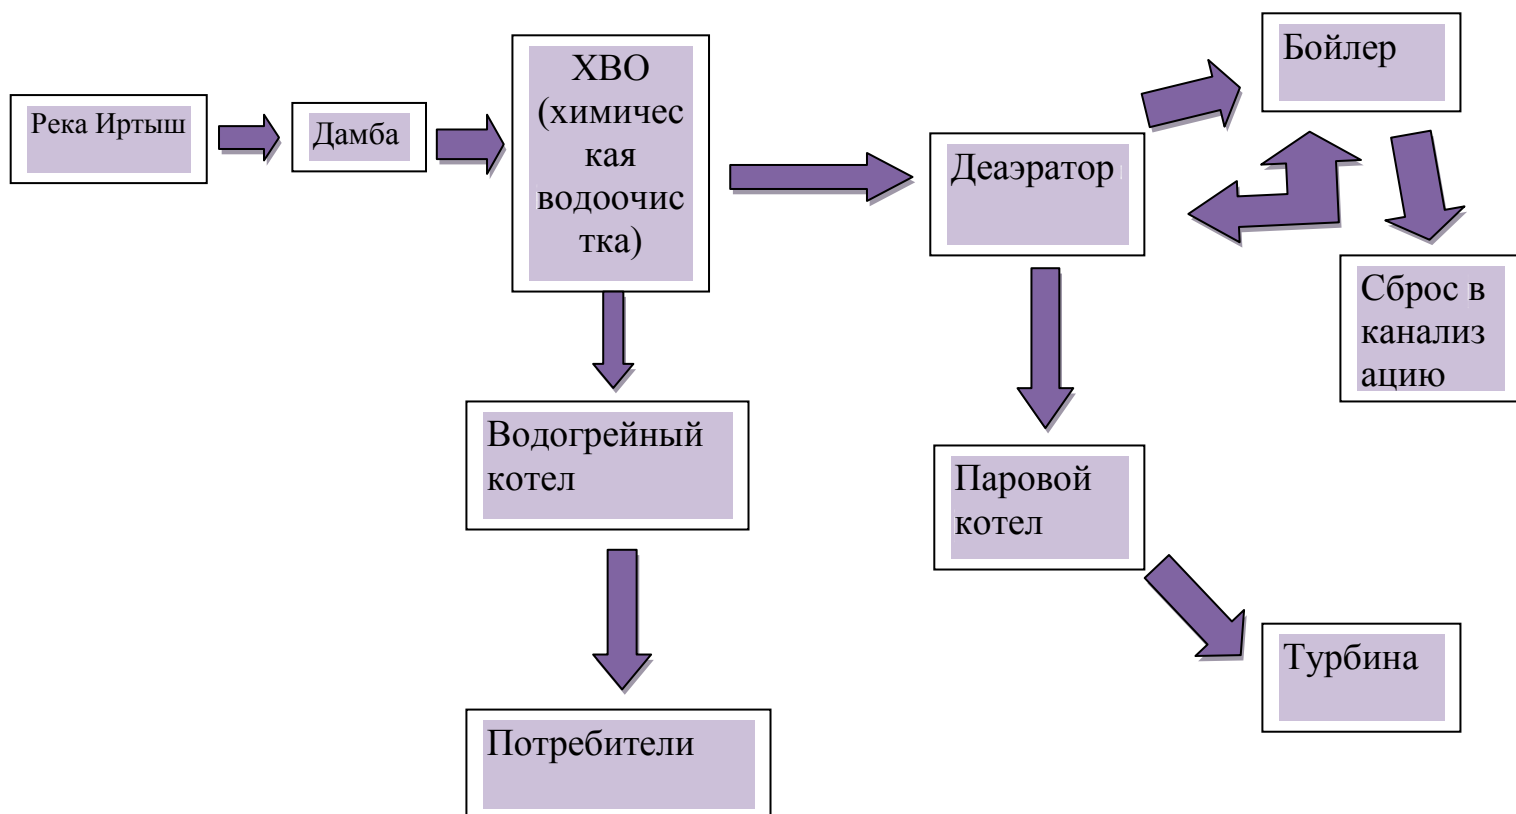 Река Иртыш
Дамба
ХВО
(химичес
кая
водоочис
тка)
Деаэратор
Бойлер
Сброс в
канализ
ацию
Водогрейный
котел
Паровой
котел
Турбина
Потребители